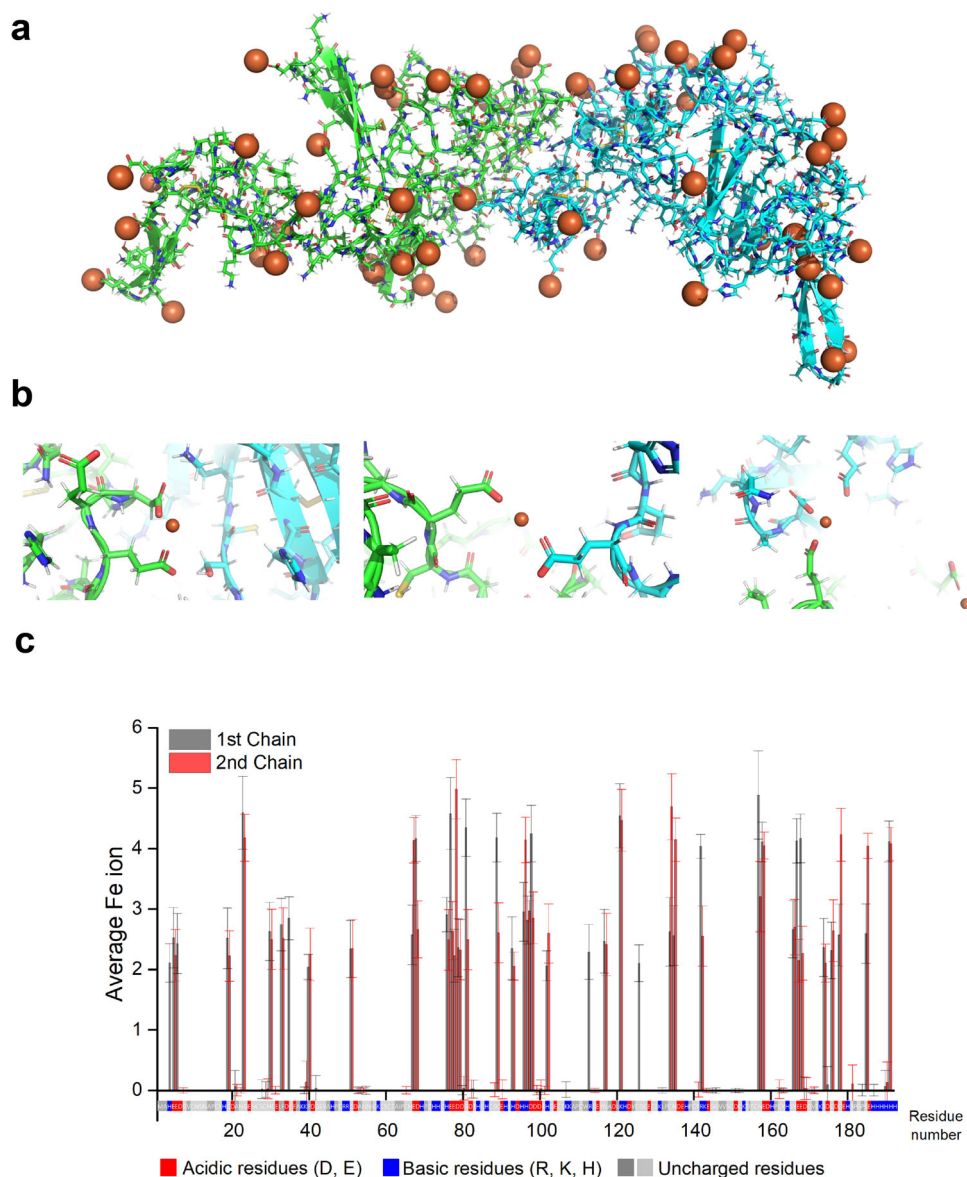 a
b
c
1st Chain
2nd Chain
Average Fe ion
6
5
4
3
2
1
0
20 40 60 80 100 120 140 160 180
Residue number
Acidic residues (D, E) Basic residues (R, K, H) Uncharged residues